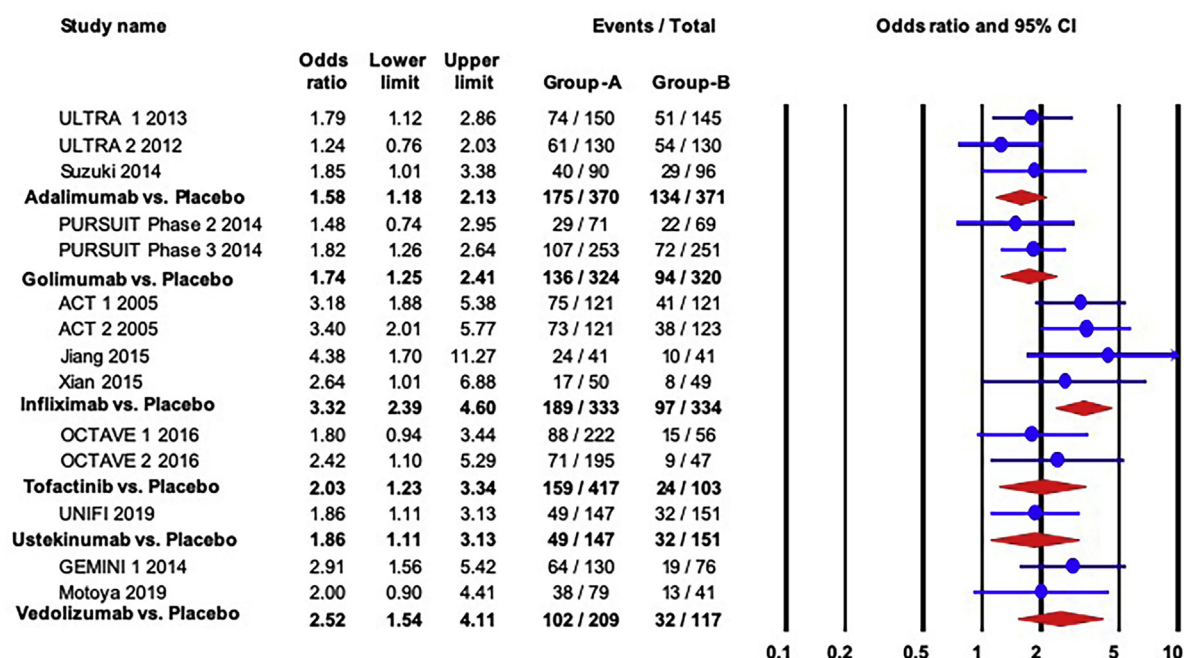 Study name Events / Total Odds ratio and 95% CI
Odds ratio Lower limit Upper limit Group-A Group-B
ULTRA 1 2013 1.79 1.12 2.86 74 / 150 51 / 145
ULTRA 2 2012 1.24 0.76 2.03 61 / 130 54 / 130
Suzuki 2014 1.85 1.01 3.38 40 / 90 29 / 96
Adalimumab vs. Placebo 1.58 1.18 2.13 175 / 370 134 / 371
PURSUIT Phase 2 2014 1.48 0.74 2.95 29 / 71 22 / 69
PURSUIT Phase 3 2014 1.82 1.26 2.64 107 / 253 72 / 251
Golimumab vs. Placebo 1.74 1.25 2.41 136 / 324 94 / 320
ACT 1 2005 3.18 1.88 5.38 75 / 121 41 / 121
ACT 2 2005 3.40 2.01 5.77 73 / 121 38 / 123
Jiang 2015 4.38 1.70 11.27 24 / 41 10 / 41
Xian 2015 2.64 1.01 6.88 17 / 50 8 / 49
Infliximab vs. Placebo 3.32 2.39 4.60 189 / 333 97 / 334
OCTAVE 1 2016 1.80 0.94 3.44 88 / 222 15 / 56
OCTAVE 2 2016 2.42 1.10 5.29 71 / 195 9 / 47
Tofactinib vs. Placebo 2.03 1.23 3.34 159 / 417 24 / 103
UNIFI 2019 1.86 1.11 3.13 49 / 147 32 / 151
Ustekinumab vs. Placebo 1.86 1.11 3.13 49 / 147 32 / 151
GEMINI 1 2014 2.91 1.56 5.42 64 / 130 19 / 76
Motoya 2019 2.00 0.90 4.41 38 / 79 13 / 41
Vedolizumab vs. Placebo 2.52 1.54 4.11 102 / 209 32 / 117
0.1 0.2 0.5 1 2 5 10